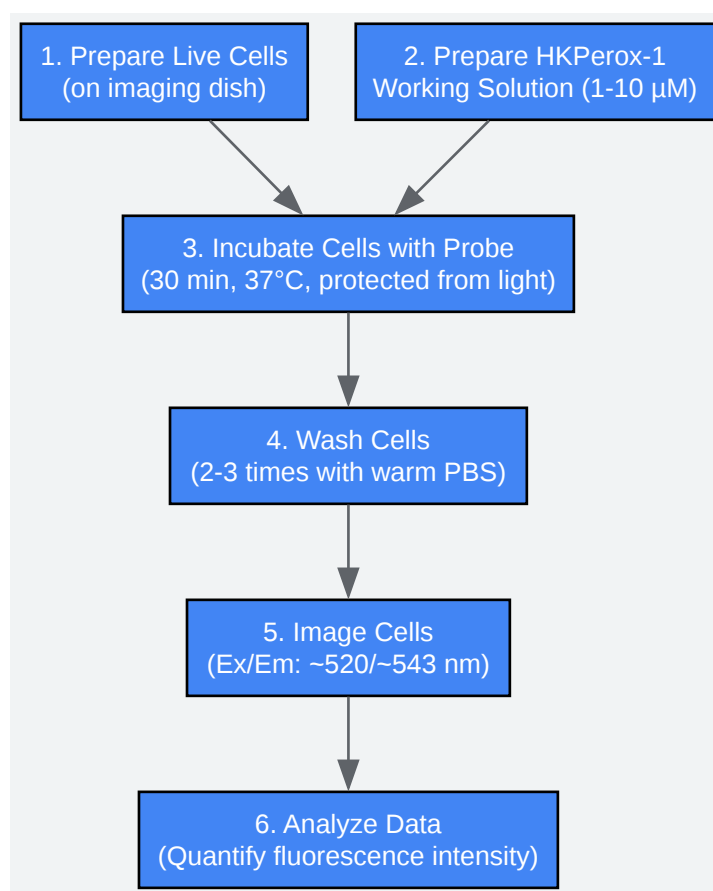 1. Prepare Live Cells
(on imaging dish)
2. Prepare HKPerox-1
Working Solution (1-10 µM)
3. Incubate Cells with Probe
(30 min, 37°C, protected from light)
4. Wash Cells
(2-3 times with warm PBS)
5. Image Cells
(Ex/Em: ~520/~543 nm)
6. Analyze Data
(Quantify fluorescence intensity)